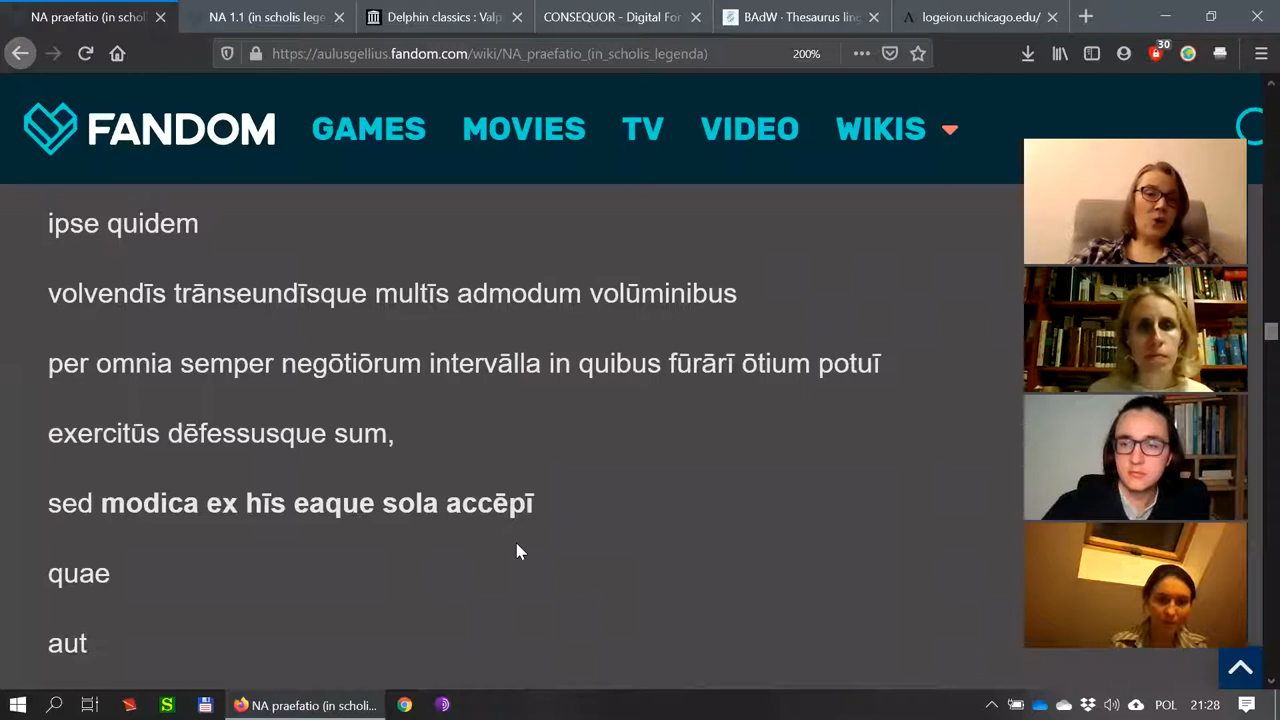 NA praefatio (in schol
NA 1.1 (in scholis lege
Delphin classics : Valp
CONSEQUOR – Digital For
BAdW · Thesaurus ling
logeion.uchicago.edu/
https://aulusgellius.fandom.com/wiki/NA_praefatio_(in_scholis_legenda)
200%
30
FANDOM GAMES MOVIES TV VIDEO WIKIS
ipse quidem
volvendīs trānseundīsque multīs admodum volūminibus
per omnia semper negōtiōrum intervālla in quibus fūrārī ōtium potuī
exercitūs dēfessusque sum,
sed modica ex hīs eaque sola accēpī
quae
aut
S
NA praefatio (in scholi...
POL
21:28